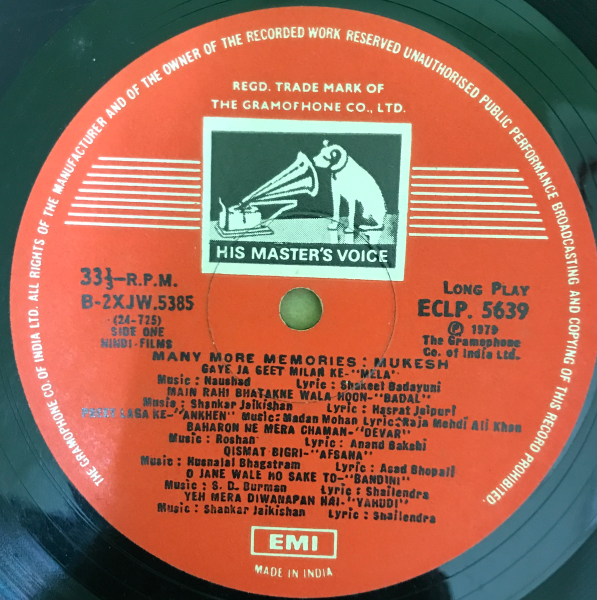 THE GRAMOPHONE CO. OF INDIA LTD. ALL RIGHTS OF THE MANUFACTURER AND OF THE OWNER OF THE RECORDED WORK RESERVED UNAUTHORISED PUBLIC PERFORMANCE BROADCASTING AND COPYING OF THIS RECORD PROHIBITED.
REGD. TRADE MARK OF
THE GRAMOPHONE CO., LTD.
HIS MASTER'S VOICE
33⅓-R.P.M.
B-2XJW.5385
(24-725)
SIDE ONE
HINDI-FILMS
LONG PLAY
ECLP. 5639
Ⓟ 1979
The Gramophone
Co. of India Ltd.
MANY MORE MEMORIES : MUKESH
GAYE JA GEET MILAN KE-"MELA"
Music : Naushad Lyric : Shakeel Badayuni
MAIN RAHI BHATAKNE WALA HOON-"BADAL"
Music : Shankar Jaikishan Lyric : Hasrat Jaipuri
PREET LAGA KE-"ANKHEN" Music: Madan Mohan Lyric:Raja Mehdi Ali Khan
BAHARON NE MERA CHAMAN-"DEVAR"
Music : Roshan Lyric : Anand Bakshi
QISMAT BIGRI-"AFSANA"
Music : Husnalal Bhagatram Lyric : Asad Bhopali
O JANE WALE HO SAKE TO-"BANDINI"
Music : S. D. Burman Lyric : Shailendra
YEH MERA DIWANAPAN HAI-"YAHUDI"
Music : Shankar Jaikishan Lyric : Shailendra
EMI
MADE IN INDIA